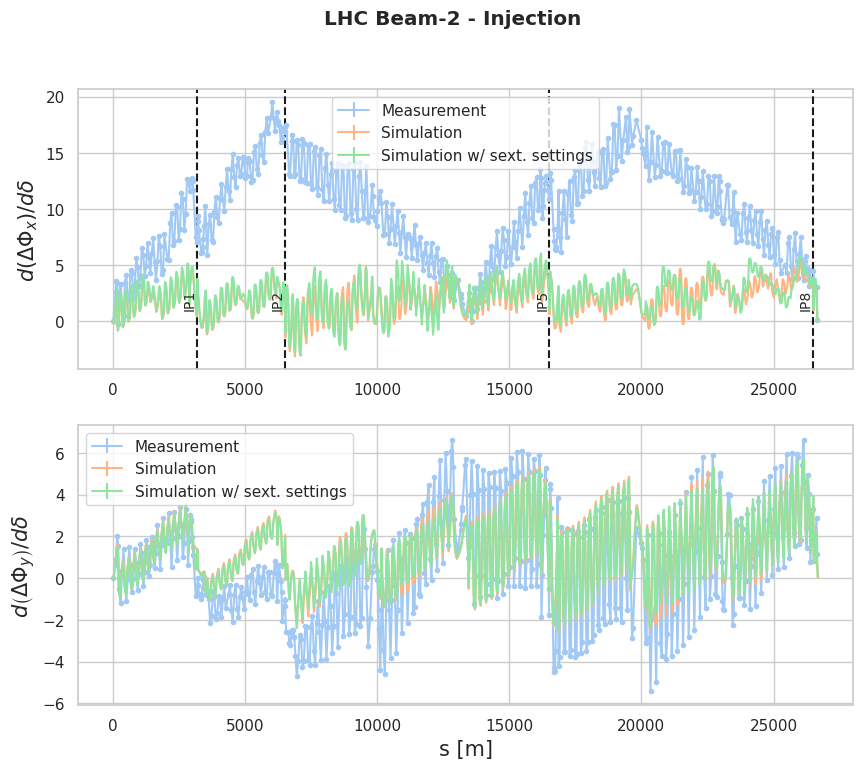 LHC Beam-2 - Injection
d(ΔΦx)/dδ
20
15
10
5
0
Measurement
Simulation
Simulation w/ sext. settings
IP1
IP2
IP5
IP8
0 5000 10000 15000 20000 25000
d(ΔΦy)/dδ
6
4
2
0
−2
−4
−6
Measurement
Simulation
Simulation w/ sext. settings
0 5000 10000 15000 20000 25000
s [m]